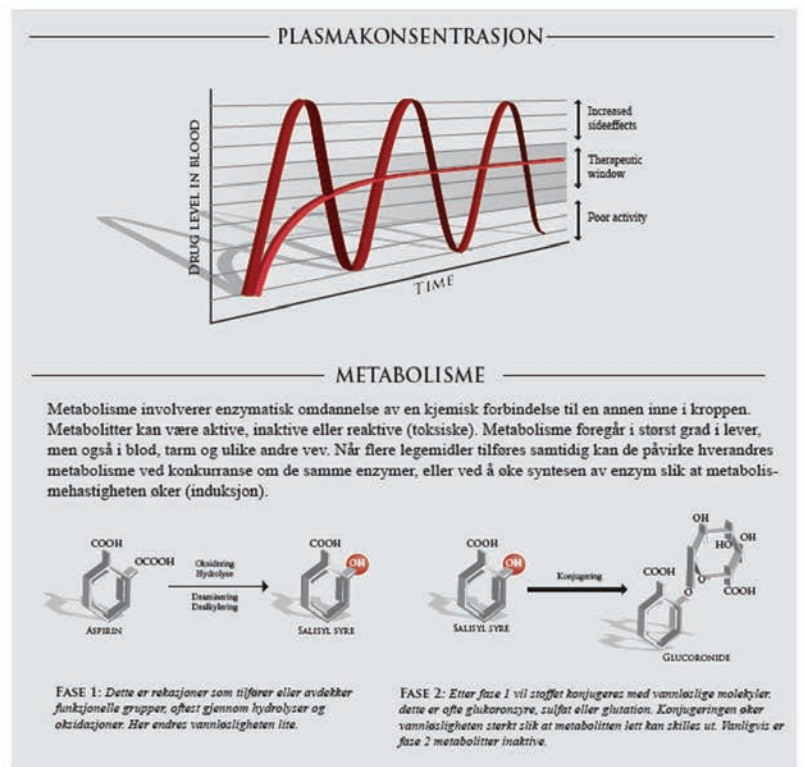 PLASMAKONSENTRASJON
DRUG LEVEL IN BLOOD
Increased
sideeffects
Therapeutic
window
Poor activity
TIME
METABOLISME
Metabolisme involverer enzymatisk omdannelse av en kjemisk forbindelse til en annen inne i kroppen.
Metabolitter kan være aktive, inaktive eller reaktive (toksiske). Metabolisme foregår i størst grad i lever,
men også i blod, tarm og ulike andre vev. Når flere legemidler tilføres samtidig kan de påvirke hverandres
metabolisme ved konkurranse om de samme enzymer, eller ved å øke syntesen av enzym slik at metabolis-
mehastigheten øker (induksjon).
COOH
OCOOH
Oksidering
Hydrolyse
Deaminering
Dealkylering
ASPIRIN
COOH
OH
SALISYL SYRE
COOH
OH
SALISYL SYRE
Konjugering
OH
HO
OH
COOH
O
O
COOH
GLUCORONIDE
FASE 1: Dette er rekasjoner som tilfører eller avdekker
funksjonelle grupper, oftest gjennom hydrolyser og
oksidasjoner. Her endres vannløsligheten lite.
FASE 2: Etter fase 1 vil stoffet konjugeres med vannløslige molekyler.
dette er ofte glukoronsyre, sulfat eller glutation. Konjugeringen øker
vannløsligheten sterkt slik at metabolitten lett kan skilles ut. Vanligvis er
fase 2 metabolitter inaktive.